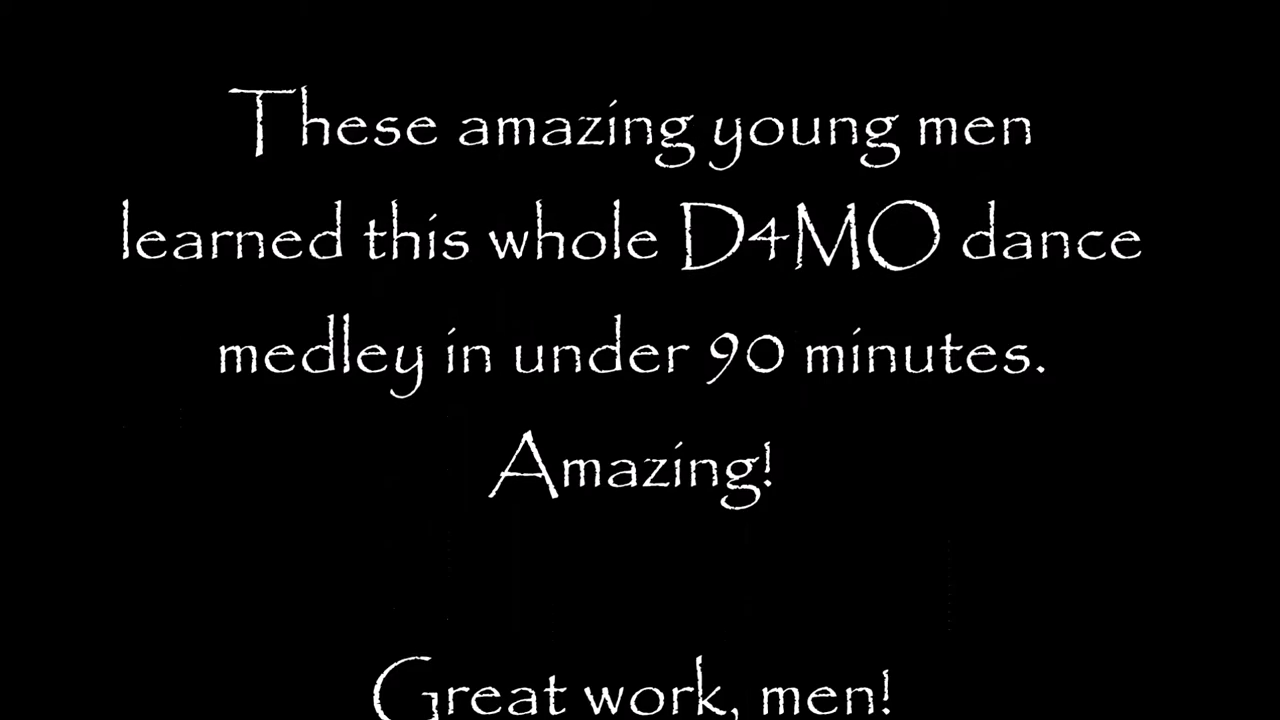 These amazing young men
learned this whole D4MO dance
medley in under 90 minutes.
Amazing!
Great work, men!